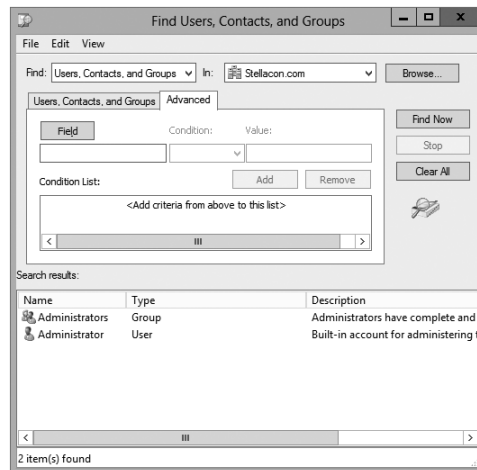 Find Users, Contacts, and Groups
File Edit View
Find: Users, Contacts, and Groups In: Stellacon.com Browse...
Users, Contacts, and Groups Advanced
Field Condition: Value:
Find Now
Stop
Clear All
Condition List: Add Remove
<Add criteria from above to this list>
Search results:
Name Type Description
Administrators Group Administrators have complete and
Administrator User Built-in account for administering t
2 item(s) found